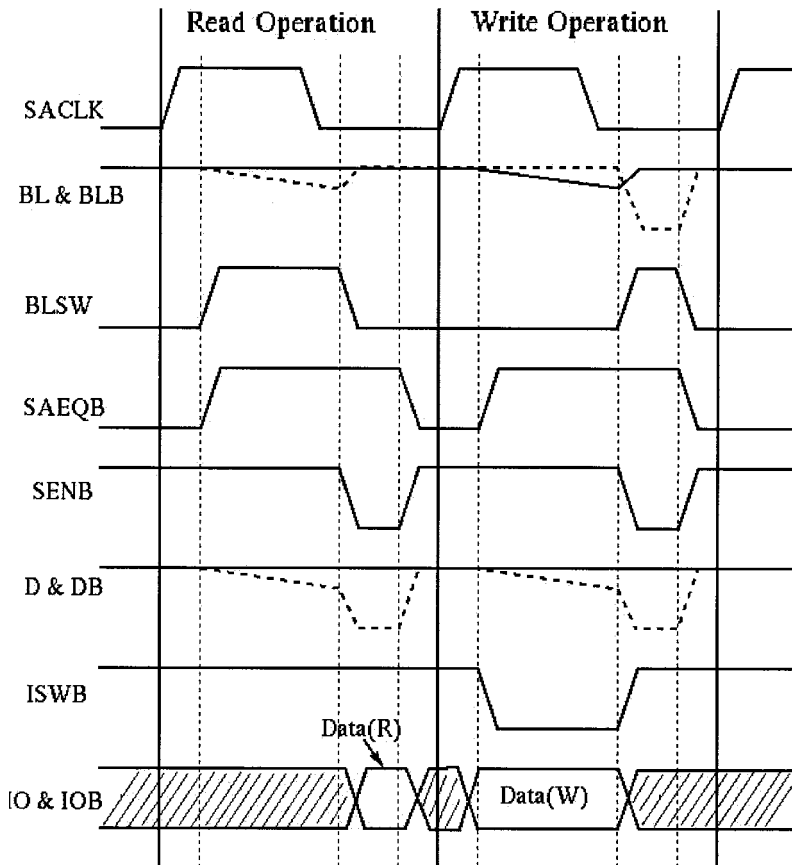 Read Operation
Write Operation
SACLK
BL & BLB
BLSW
SAEQB
SENB
D & DB
ISWB
Data(R)
IO & IOB
Data(W)